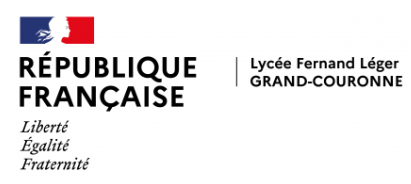 RÉPUBLIQUE
FRANÇAISE
Liberté
Égalité
Fraternité
Lycée Fernand Léger
GRAND-COURONNE